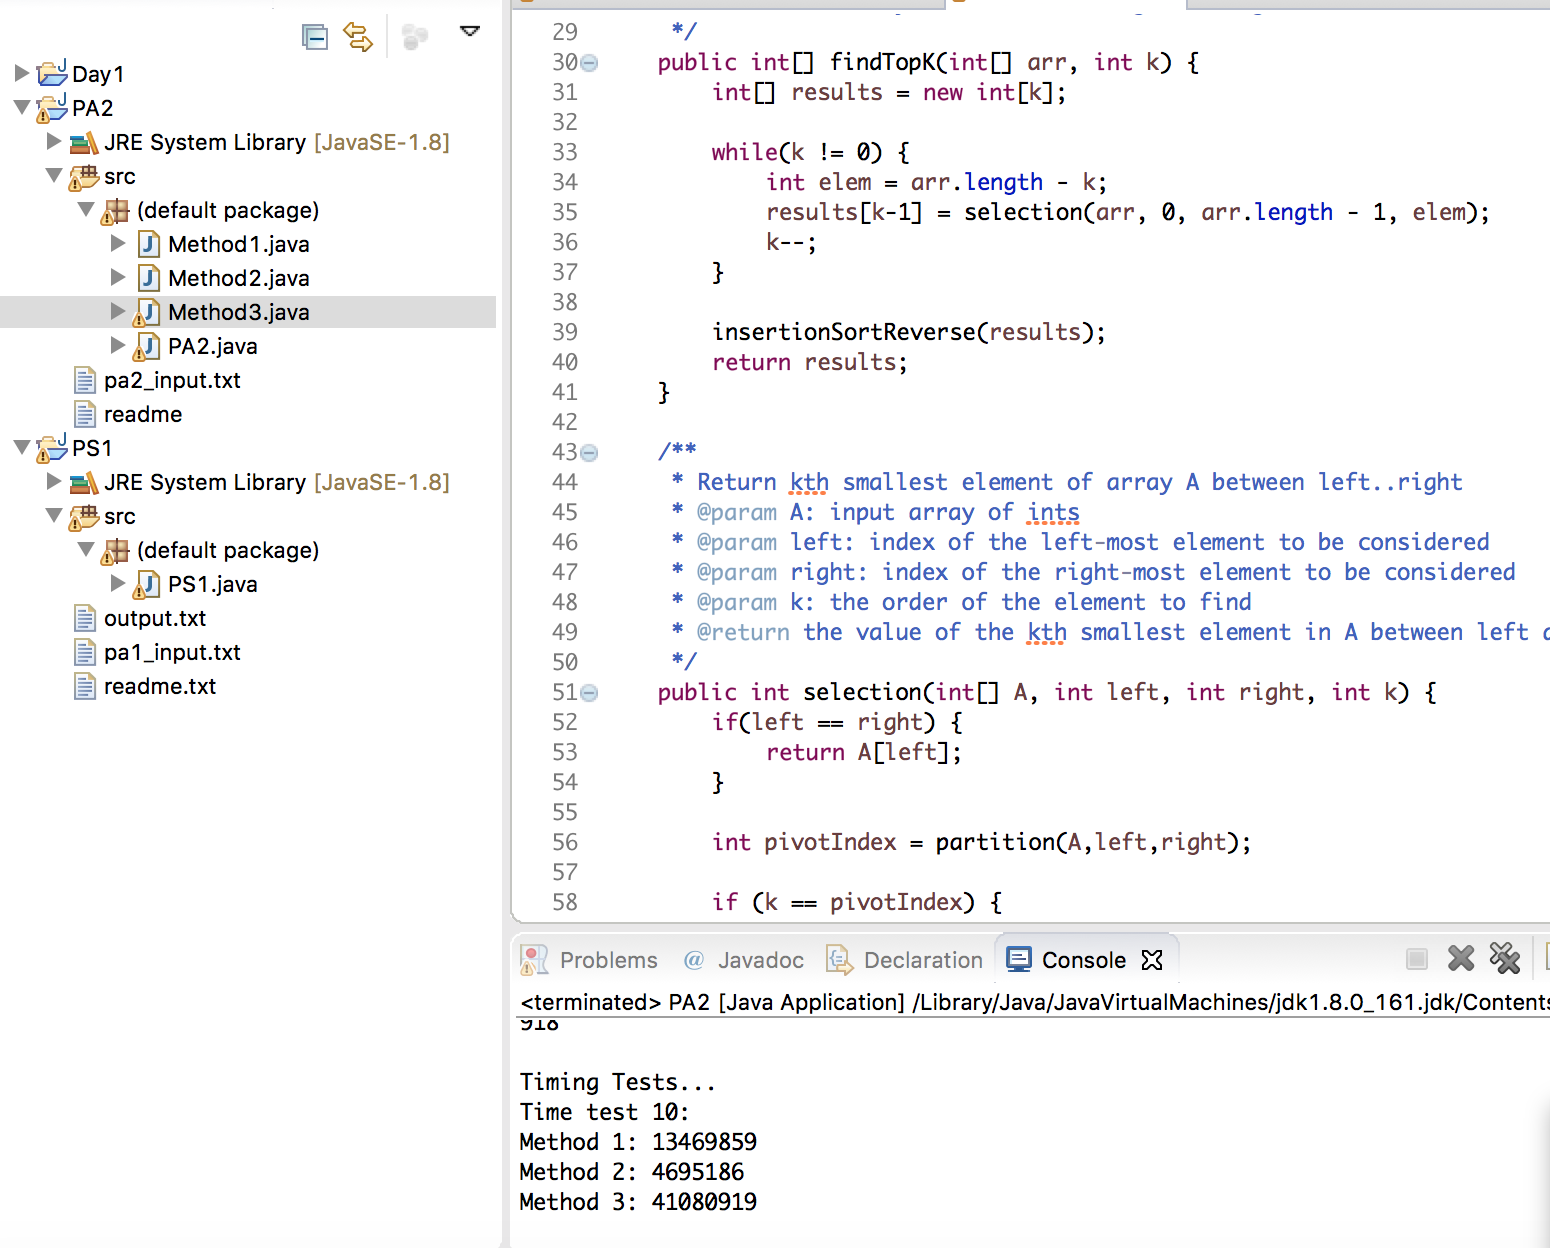 Day1
PA2
JRE System Library [JavaSE-1.8]
src
(default package)
Method1.java
Method2.java
Method3.java
PA2.java
pa2_input.txt
readme
PS1
JRE System Library [JavaSE-1.8]
src
(default package)
PS1.java
output.txt
pa1_input.txt
readme.txt
29 */
30 public int[] findTopK(int[] arr, int k) {
31 int[] results = new int[k];
32
33 while(k != 0) {
34 int elem = arr.length - k;
35 results[k-1] = selection(arr, 0, arr.length - 1, elem);
36 k--;
37 }
38
39 insertionSortReverse(results);
40 return results;
41 }
42
43 /**
44 * Return kth smallest element of array A between left..right
45 * @param A: input array of ints
46 * @param left: index of the left-most element to be considered
47 * @param right: index of the right-most element to be considered
48 * @param k: the order of the element to find
49 * @return the value of the kth smallest element in A between left
50 */
51 public int selection(int[] A, int left, int right, int k) {
52 if(left == right) {
53 return A[left];
54 }
55
56 int pivotIndex = partition(A,left,right);
57
58 if (k == pivotIndex) {
Problems @ Javadoc Declaration Console
<terminated> PA2 [Java Application] /Library/Java/JavaVirtualMachines/jdk1.8.0_161.jdk/Contents
918
Timing Tests...
Time test 10:
Method 1: 13469859
Method 2: 4695186
Method 3: 41080919